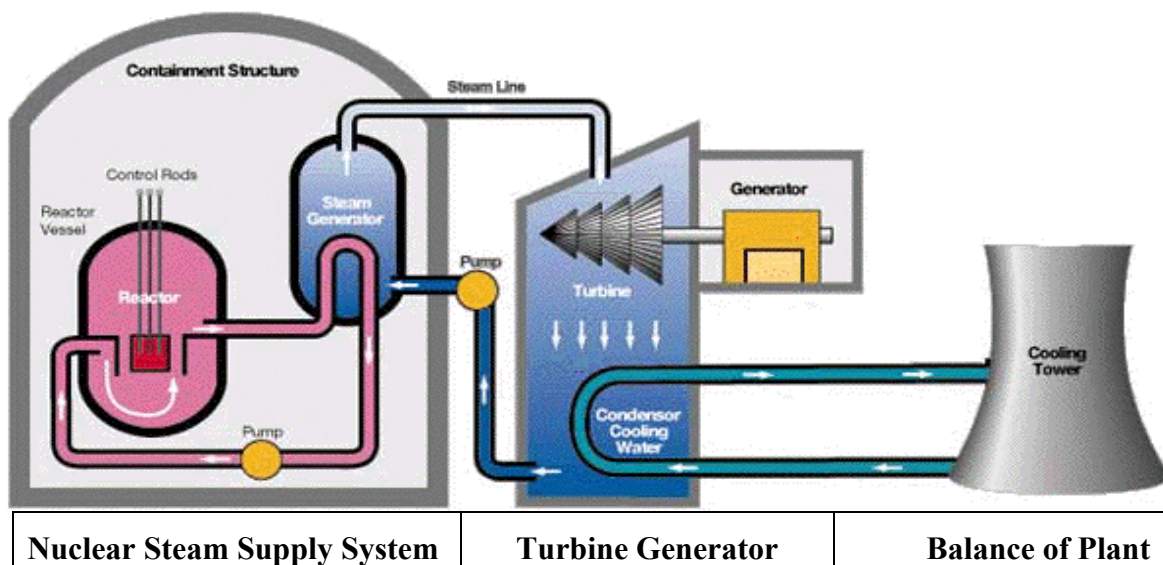 Containment Structure
Steam Line
Control Rods
Reactor
Vessel
Steam
Generator
Generator
Pump
Reactor
Turbine
Cooling
Tower
Condensor
Cooling
Water
Pump
Nuclear Steam Supply System
Turbine Generator
Balance of Plant